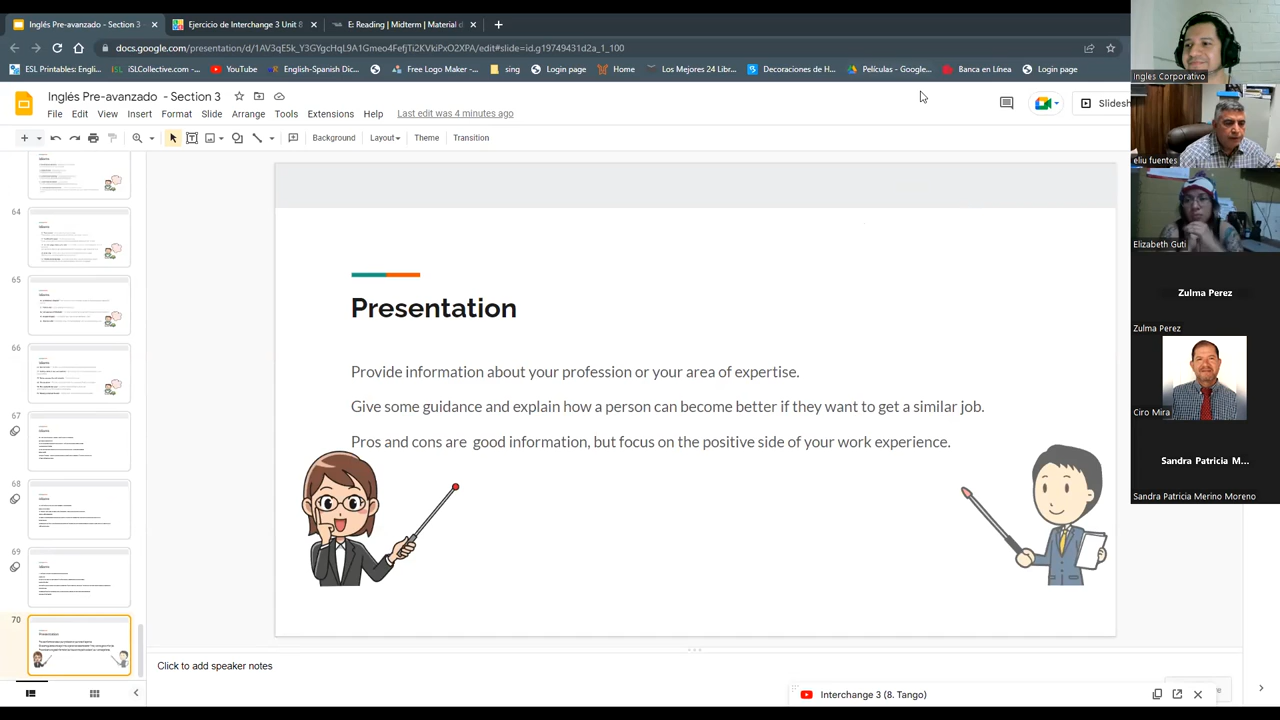 Inglés Pre-avanzado - Section 3
Ejercicio de Interchange 3 Unit 8
E: Reading | Midterm | Material d
docs.google.com/presentation/d/1AV3qE5k_Y3GYgcHqL9A1Gmeo4FefjTi2KVkiPxO2XPA/edit#slide=id.g19749431d2a_1_100
ESL Printables: Engli...
iSLCollective.com -...
YouTube
English-Spanish Dic...
Free Logo Maker -...
Home
Los Mejores 24 Libr...
Decoraciones de H...
Películas - Google...
Banca en Línea
Login page
Inglés Pre-avanzado - Section 3
File Edit View Insert Format Slide Arrange Tools Extensions Help Last edit was 4 minutes ago
Slidesh
Background Layout Theme Transition
64
65
66
67
68
69
70
Presentation
Provide information about your profession or your area of expertise.
Give some guidance and explain how a person can become better if they want to get a similar job.
Pros and cons are good information, but focus on the positive side of your work experience.
Click to add speaker notes
Interchange 3 (8. Tango)
Ingles Corporativo
eliu fuentes
Elizabeth Guti
Zulma Perez
Zulma Perez
Ciro Mira
Sandra Patricia M...
Sandra Patricia Merino Moreno